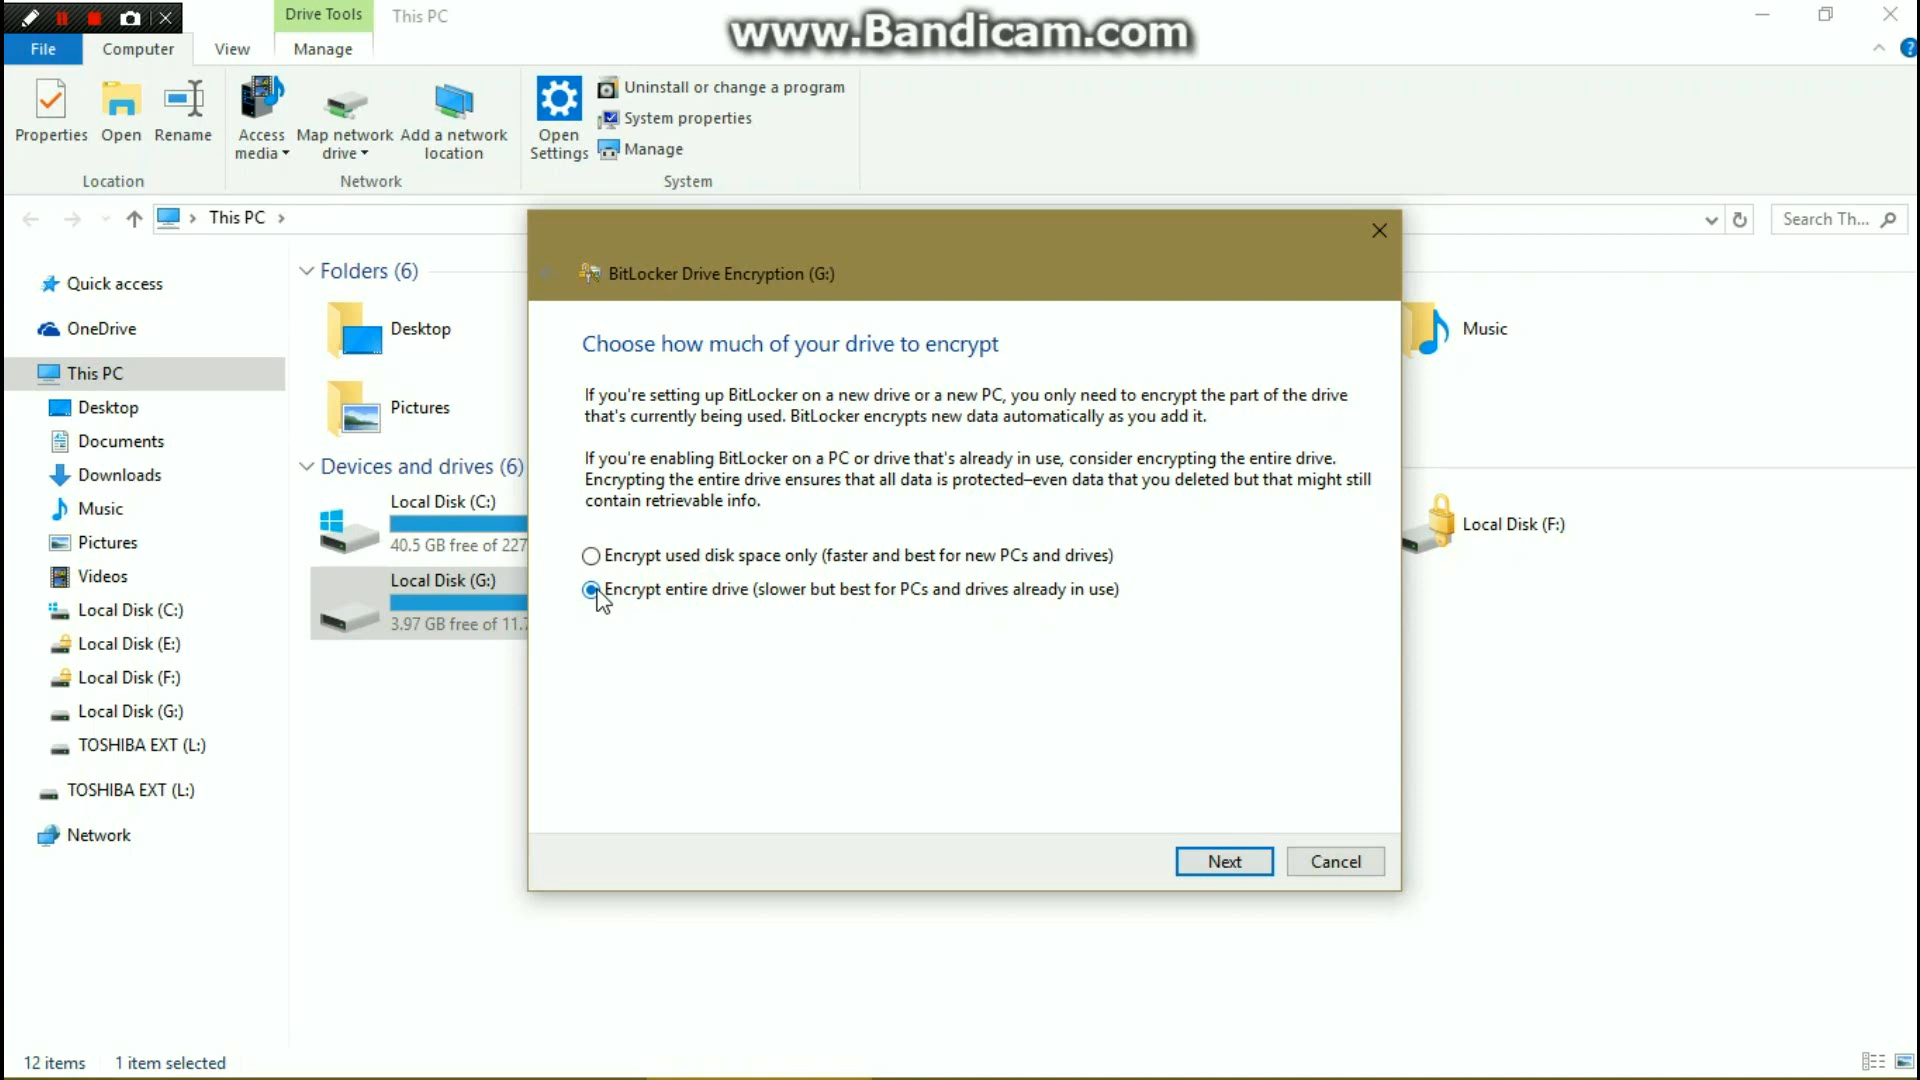 Drive Tools
This PC
www.Bandicam.com
File
Computer
View
Manage
Properties
Open
Rename
Access media
Map network drive
Add a network location
Open Settings
Uninstall or change a program
System properties
Manage
Location
Network
System
This PC
Search Th...
Quick access
OneDrive
This PC
Desktop
Documents
Downloads
Music
Pictures
Videos
Local Disk (C:)
Local Disk (E:)
Local Disk (F:)
Local Disk (G:)
TOSHIBA EXT (L:)
TOSHIBA EXT (L:)
Network
Folders (6)
Desktop
Pictures
Music
Devices and drives (6)
Local Disk (C:)
40.5 GB free of 227
Local Disk (G:)
3.97 GB free of 11.7
Local Disk (F:)
BitLocker Drive Encryption (G:)
Choose how much of your drive to encrypt
If you're setting up BitLocker on a new drive or a new PC, you only need to encrypt the part of the drive
that's currently being used. BitLocker encrypts new data automatically as you add it.
If you're enabling BitLocker on a PC or drive that's already in use, consider encrypting the entire drive.
Encrypting the entire drive ensures that all data is protected–even data that you deleted but that might still
contain retrievable info.
Encrypt used disk space only (faster and best for new PCs and drives)
Encrypt entire drive (slower but best for PCs and drives already in use)
Next
Cancel
12 items
1 item selected